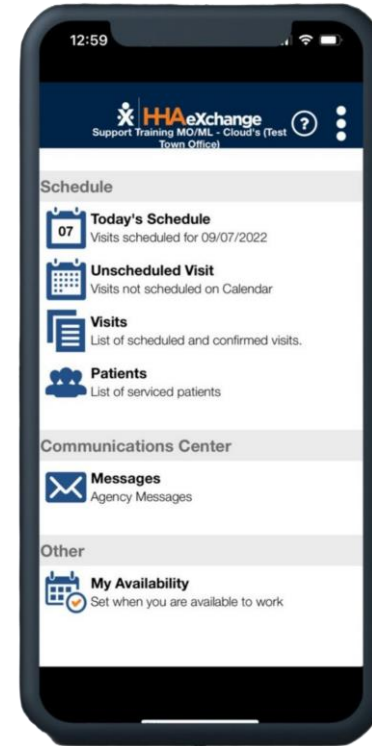 12:59
HHAeXchange
Support Training MO/ML - Cloud's (Test
Town Office)
?
Schedule
07
Today's Schedule
Visits scheduled for 09/07/2022
Unscheduled Visit
Visits not scheduled on Calendar
Visits
List of scheduled and confirmed visits.
Patients
List of serviced patients
Communications Center
Messages
Agency Messages
Other
My Availability
Set when you are available to work